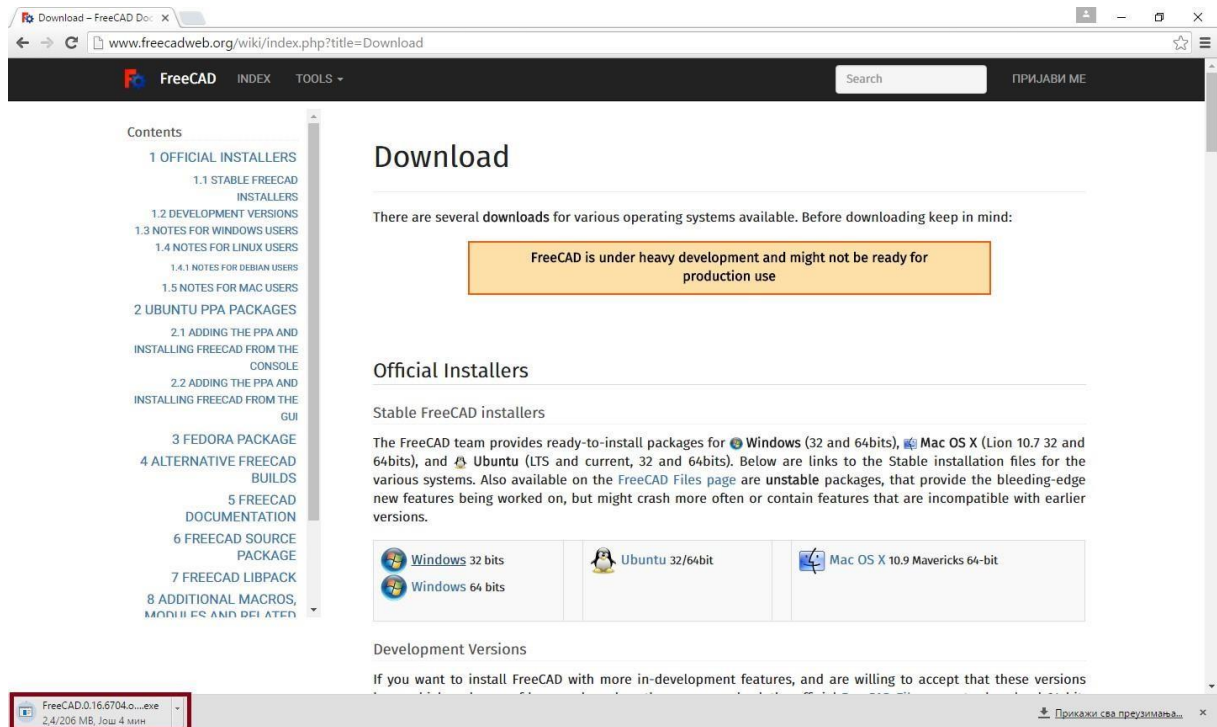 Download – FreeCAD Doc
www.freecadweb.org/wiki/index.php?title=Download
FreeCAD INDEX TOOLS Search ПРИЈАВИ МЕ
Contents
1 OFFICIAL INSTALLERS
1.1 STABLE FREECAD
INSTALLERS
1.2 DEVELOPMENT VERSIONS
1.3 NOTES FOR WINDOWS USERS
1.4 NOTES FOR LINUX USERS
1.4.1 NOTES FOR DEBIAN USERS
1.5 NOTES FOR MAC USERS
2 UBUNTU PPA PACKAGES
2.1 ADDING THE PPA AND
INSTALLING FREECAD FROM THE
CONSOLE
2.2 ADDING THE PPA AND
INSTALLING FREECAD FROM THE
GUI
3 FEDORA PACKAGE
4 ALTERNATIVE FREECAD
BUILDS
5 FREECAD
DOCUMENTATION
6 FREECAD SOURCE
PACKAGE
7 FREECAD LIBPACK
8 ADDITIONAL MACROS,
MODULES AND RELATED
Download
There are several downloads for various operating systems available. Before downloading keep in mind:
FreeCAD is under heavy development and might not be ready for
production use
Official Installers
Stable FreeCAD installers
The FreeCAD team provides ready-to-install packages for Windows (32 and 64bits), Mac OS X (Lion 10.7 32 and
64bits), and Ubuntu (LTS and current, 32 and 64bits). Below are links to the Stable installation files for the
various systems. Also available on the FreeCAD Files page are unstable packages, that provide the bleeding-edge
new features being worked on, but might crash more often or contain features that are incompatible with earlier
versions.
Windows 32 bits
Windows 64 bits
Ubuntu 32/64bit
Mac OS X 10.9 Mavericks 64-bit
Development Versions
If you want to install FreeCAD with more in-development features, and are willing to accept that these versions
FreeCAD.0.16.6704.o....exe
2,4/206 MB, Још 4 мин
Прикажи сва преузимања...